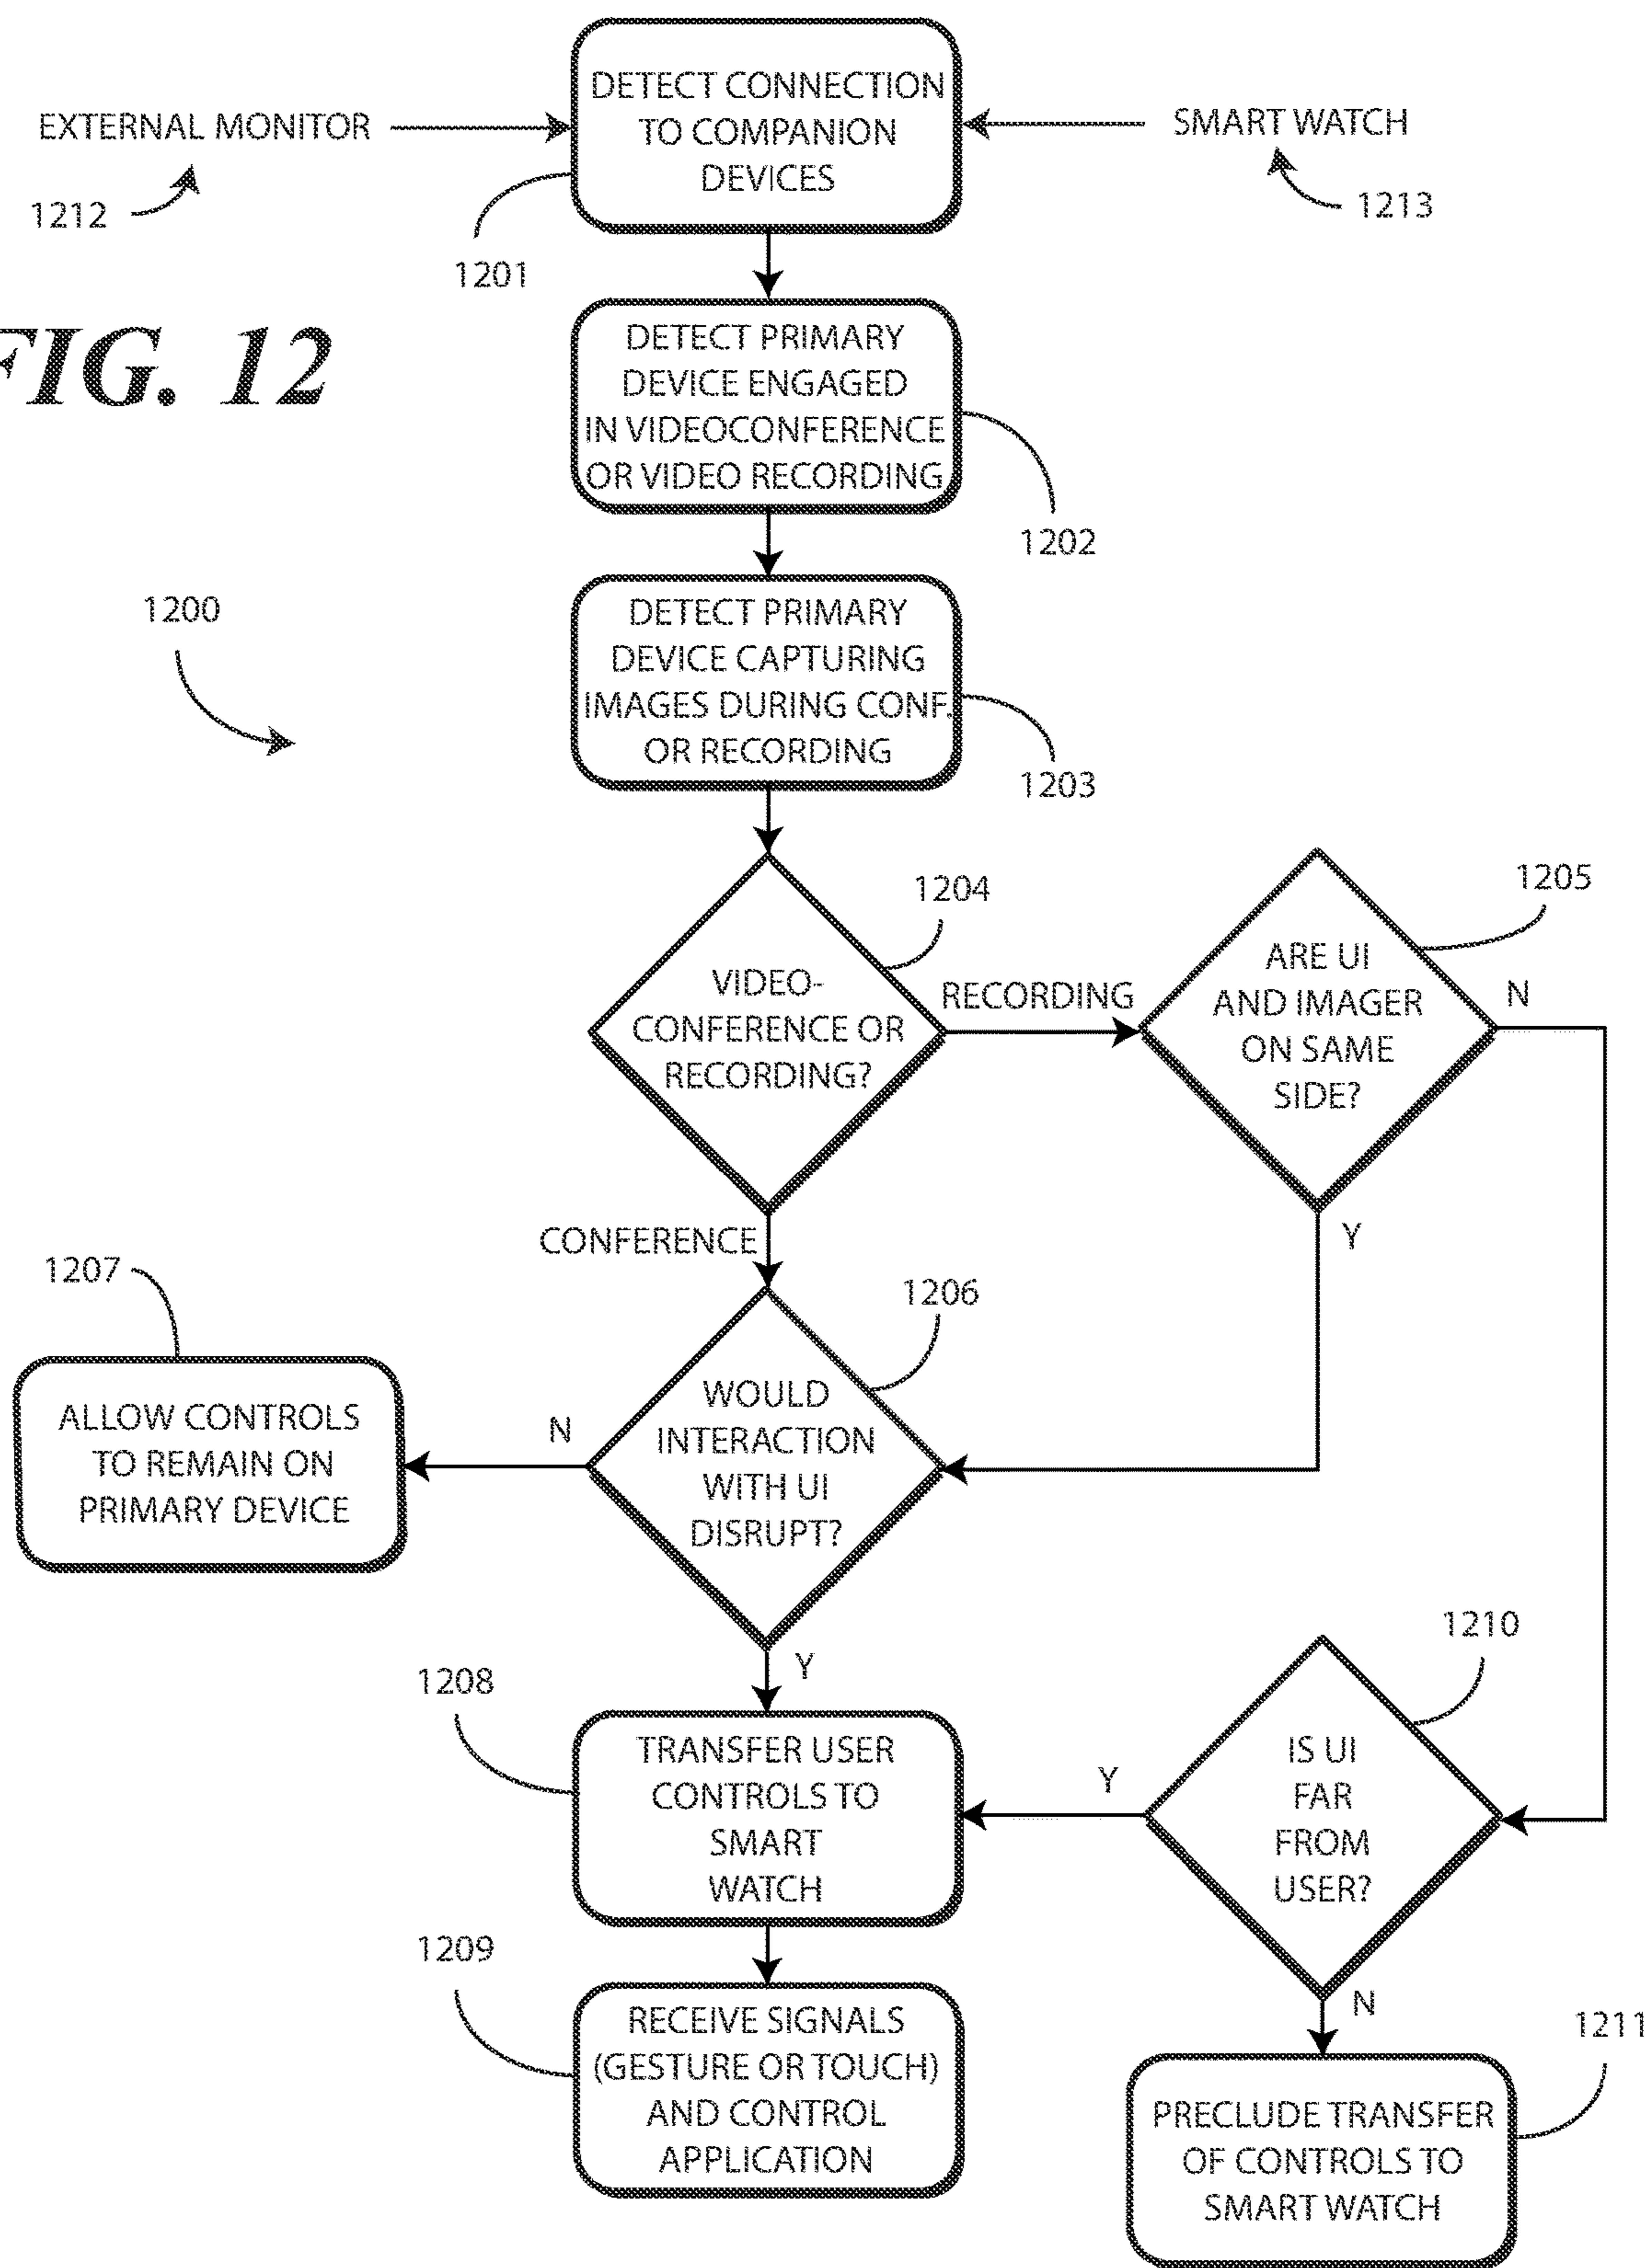 DETECT CONNECTION
TO COMPANION
DEVICES
EXTERNAL MONITOR
SMART WATCH
1212
1213
1201
FIG. 12
DETECT PRIMARY
DEVICE ENGAGED
IN VIDEOCONFERENCE
OR VIDEO RECORDING
1202
1200
DETECT PRIMARY
DEVICE CAPTURING
IMAGES DURING CONF.
OR RECORDING
1203
1204
VIDEO-
CONFERENCE OR
RECORDING?
RECORDING
1205
ARE UI
AND IMAGER
ON SAME
SIDE?
N
Y
CONFERENCE
1207
1206
ALLOW CONTROLS
TO REMAIN ON
PRIMARY DEVICE
N
WOULD
INTERACTION
WITH UI
DISRUPT?
Y
1208
TRANSFER USER
CONTROLS TO
SMART
WATCH
Y
1210
IS UI
FAR
FROM
USER?
N
1209
RECEIVE SIGNALS
(GESTURE OR TOUCH)
AND CONTROL
APPLICATION
1211
PRECLUDE TRANSFER
OF CONTROLS TO
SMART WATCH